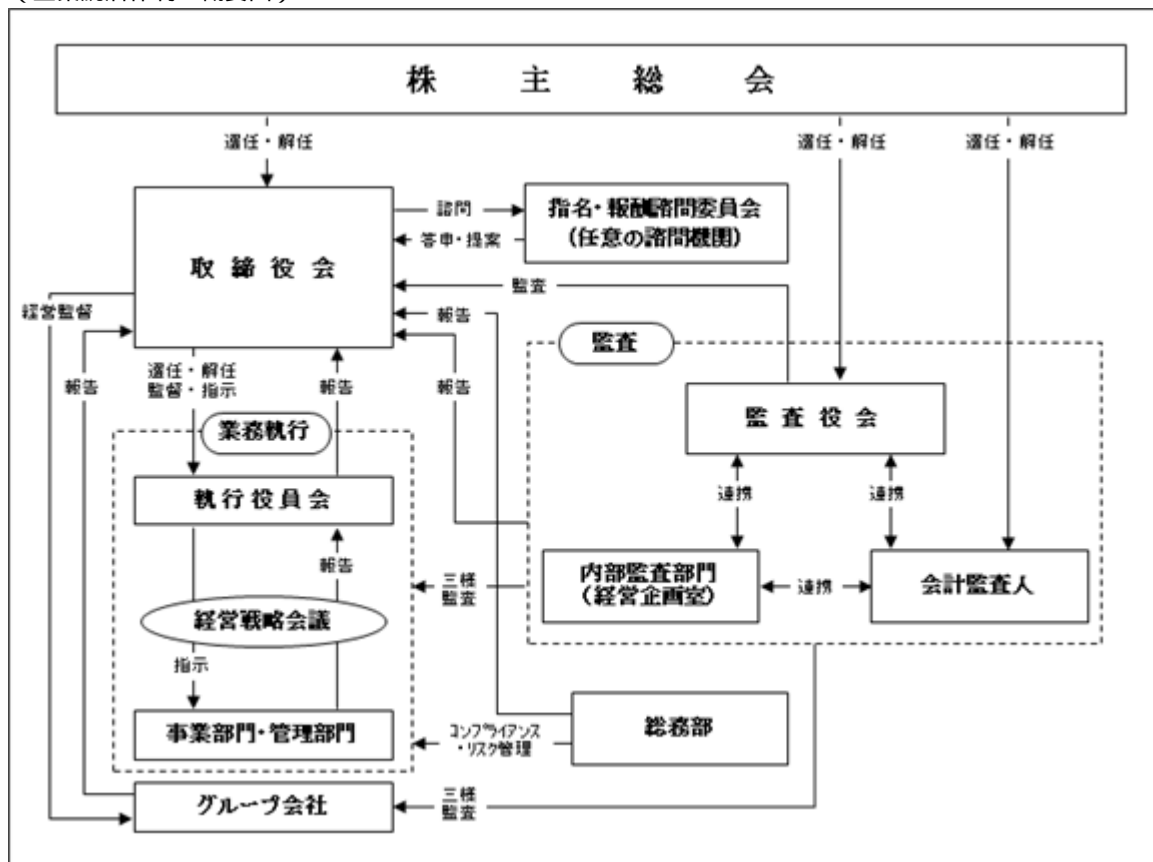 株主総会
選任・解任
選任・解任
選任・解任
取締役会
諮問
答申・提案
指名・報酬諮問委員会
(任意の諮問機関)
監査
報告
経営監督
報告
選任・解任
監督・指示
報告
報告
監査
監査役会
業務執行
執行役員会
連携
連携
報告
三様
監査
内部監査部門
(経営企画室)
連携
会計監査人
経営戦略会議
指示
事業部門・管理部門
コンプライアンス
・リスク管理
総務部
グループ会社
三様
監査